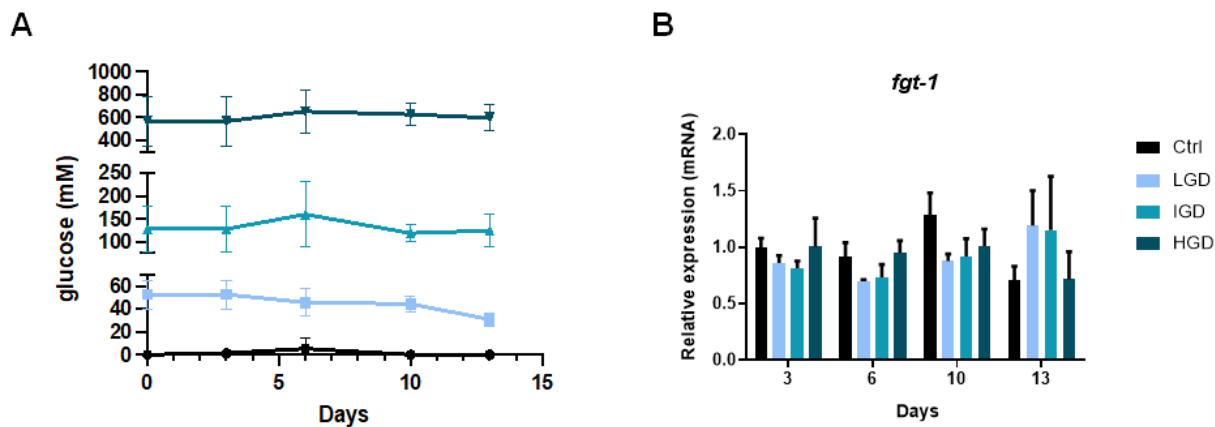 A
glucose (mM)
1000
800
600
400
250
200
150
100
60
40
20
0
0 5 10 15
Days
B
fgt-1
Relative expression (mRNA)
2.0
1.5
1.0
0.5
0.0
3 6 10 13
Days
Ctrl
LGD
IGD
HGD